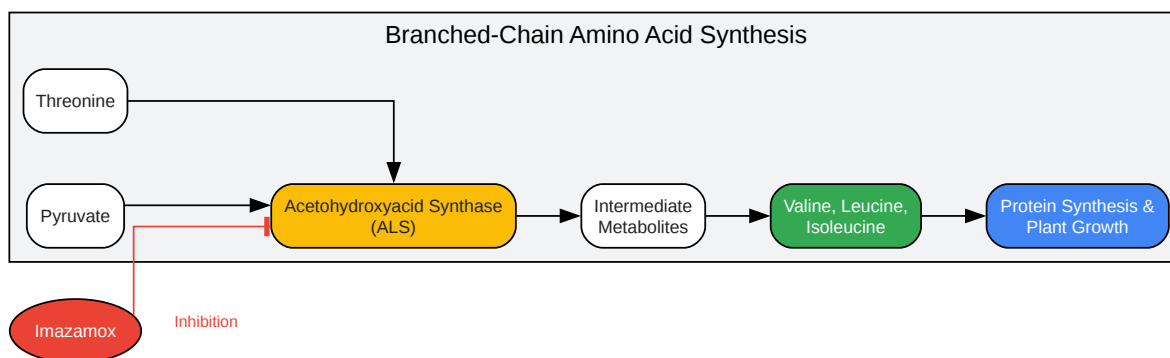 Branched-Chain Amino Acid Synthesis
Threonine
Pyruvate
Acetohydroxyacid Synthase
(ALS)
Intermediate
Metabolites
Valine, Leucine,
Isoleucine
Protein Synthesis &
Plant Growth
Imazamox
Inhibition